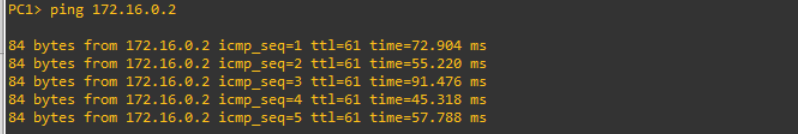 PC1> ping 172.16.0.2
84 bytes from 172.16.0.2 icmp_seq=1 ttl=61 time=72.904 ms
84 bytes from 172.16.0.2 icmp_seq=2 ttl=61 time=55.220 ms
84 bytes from 172.16.0.2 icmp_seq=3 ttl=61 time=91.476 ms
84 bytes from 172.16.0.2 icmp_seq=4 ttl=61 time=45.318 ms
84 bytes from 172.16.0.2 icmp_seq=5 ttl=61 time=57.788 ms